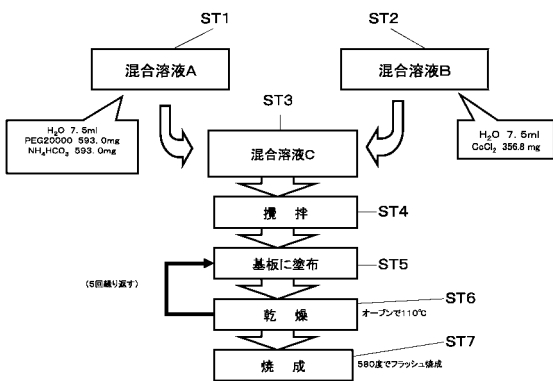 ST1
ST2
混合溶液A
混合溶液B
ST3
H₂O 7.5ml
PEG20000 593.0mg
NH₄HCO₃ 593.0mg
H₂O 7.5ml
CoCl₂ 356.8 mg
混合溶液C
攪 拌
ST4
基板に塗布
ST5
(5回繰り返す)
ST6
乾 燥
オーブンで110℃
ST7
焼 成
580度でフラッシュ焼成